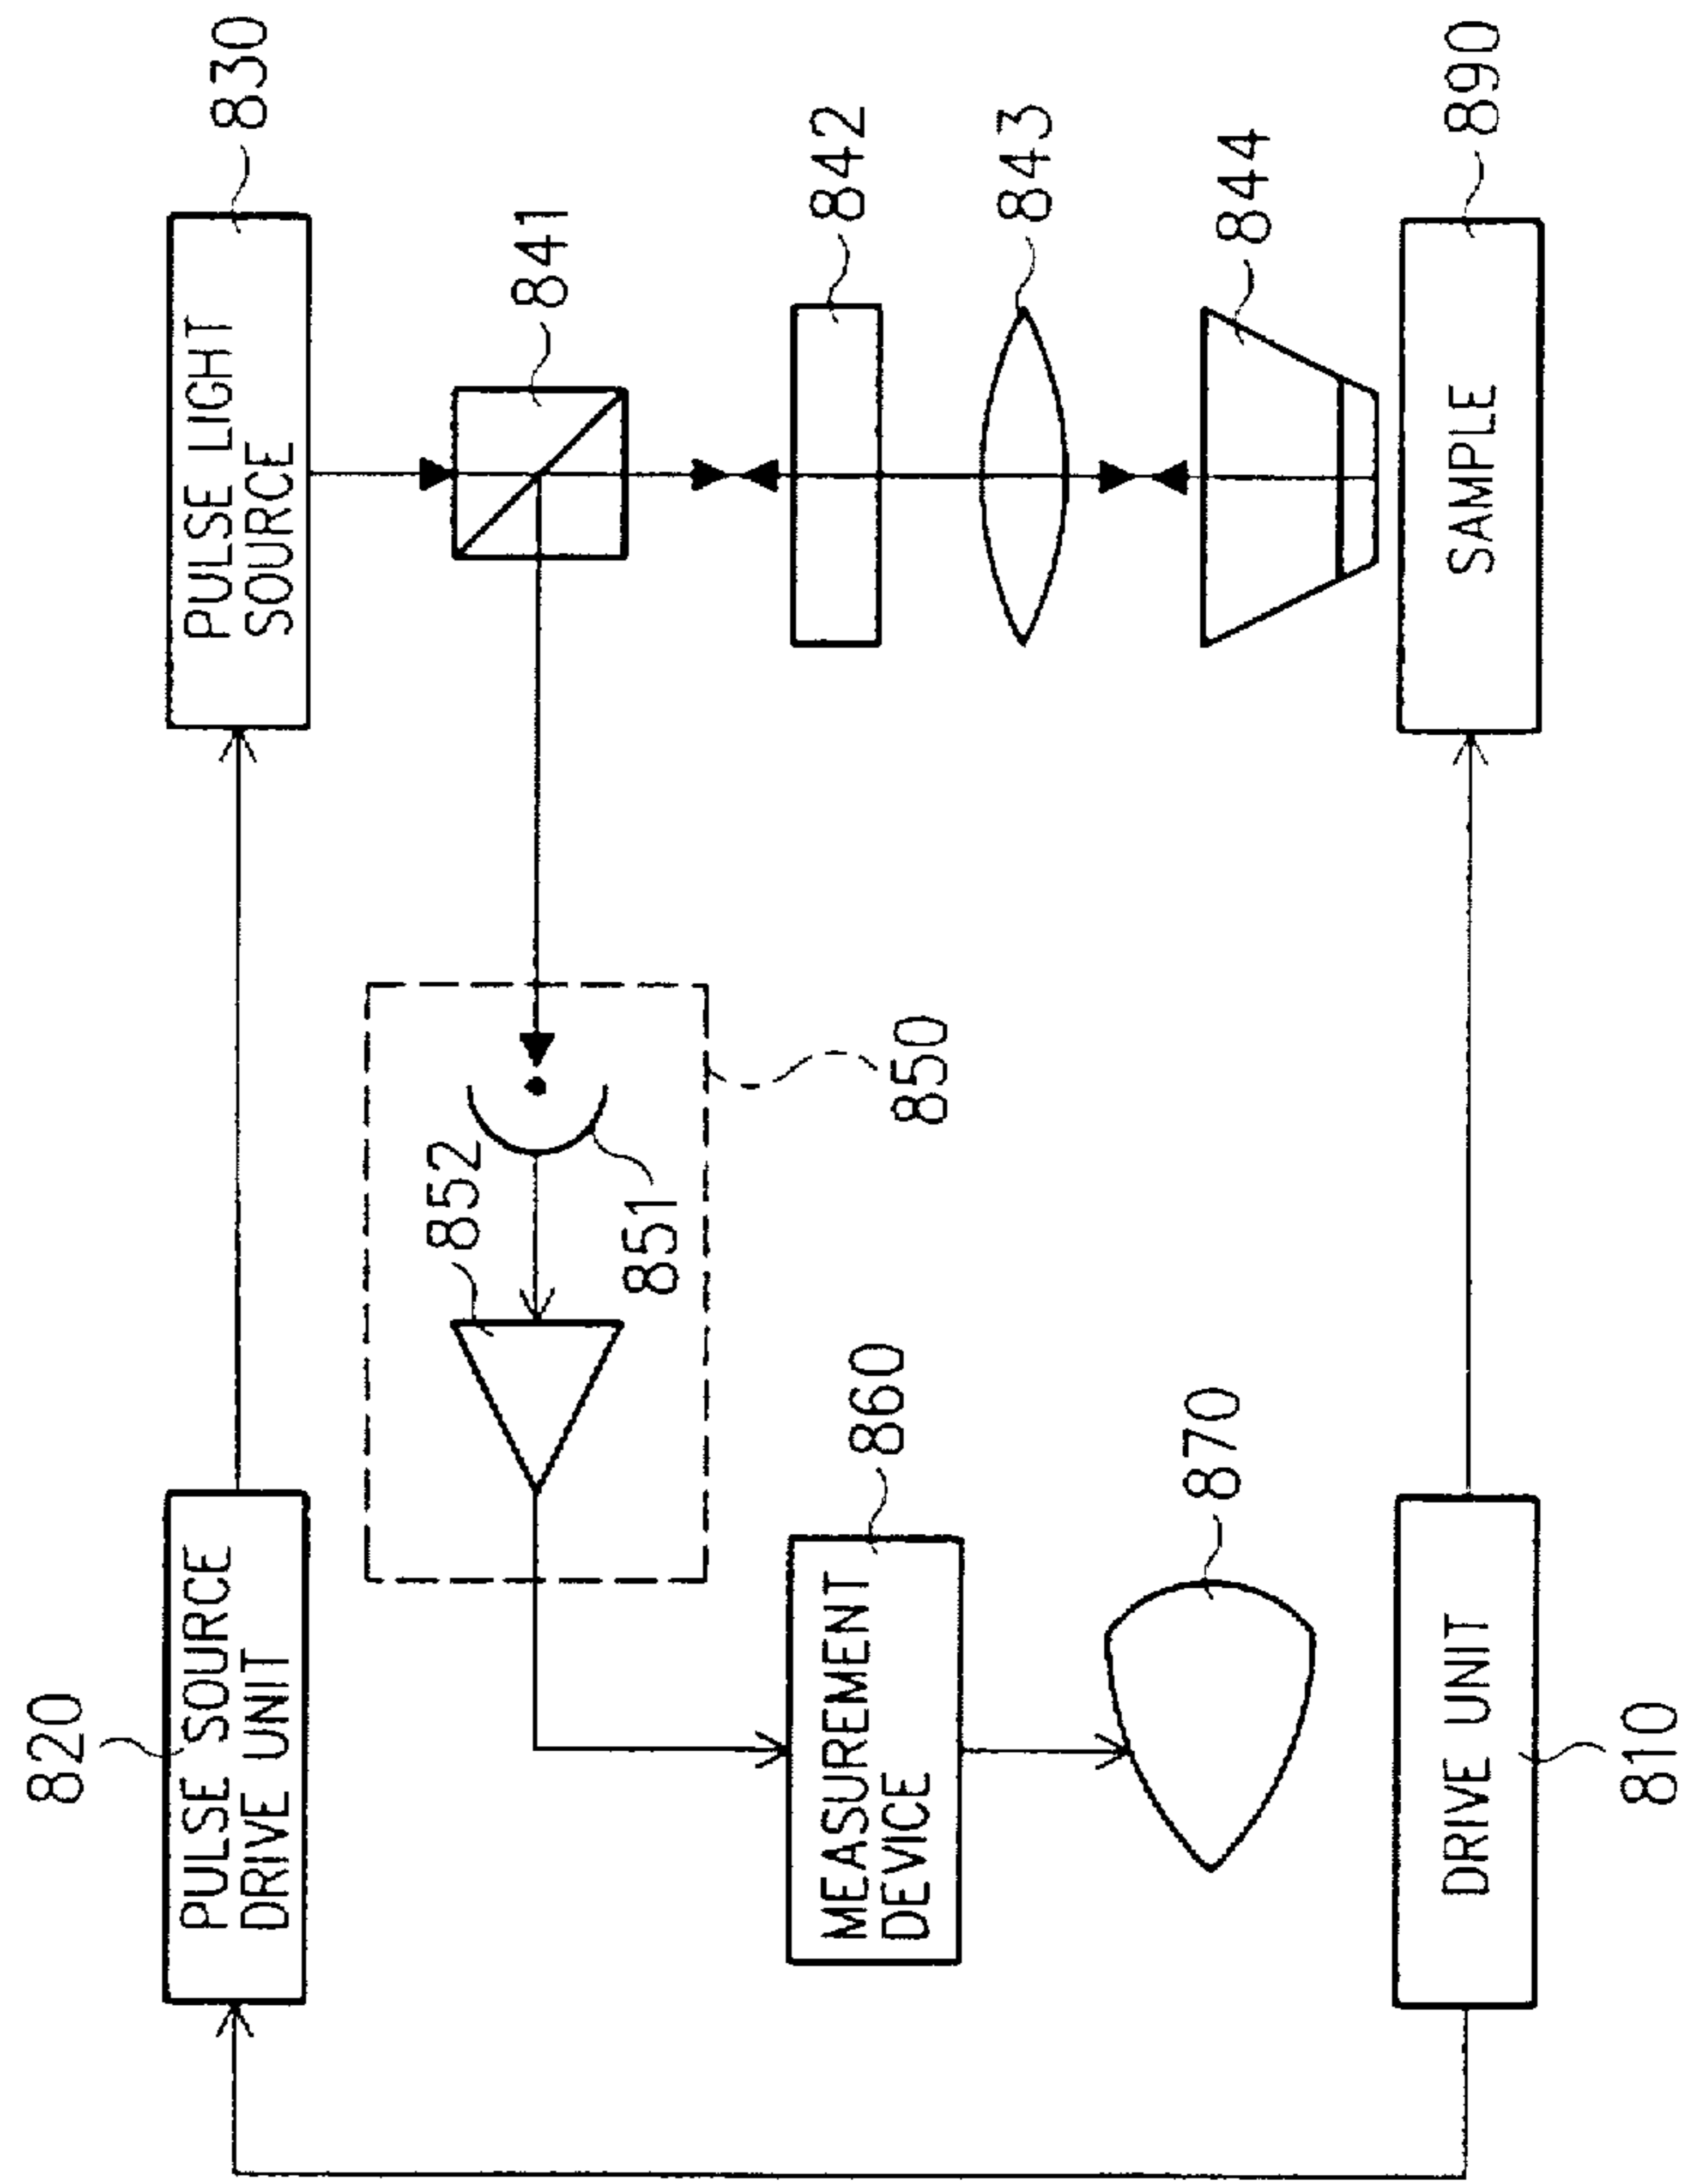 820
PULSE SOURCE
DRIVE UNIT
PULSE LIGHT
SOURCE
830
852
851
850
841
MEASUREMENT
DEVICE
860
842
843
870
844
DRIVE UNIT
810
SAMPLE
890